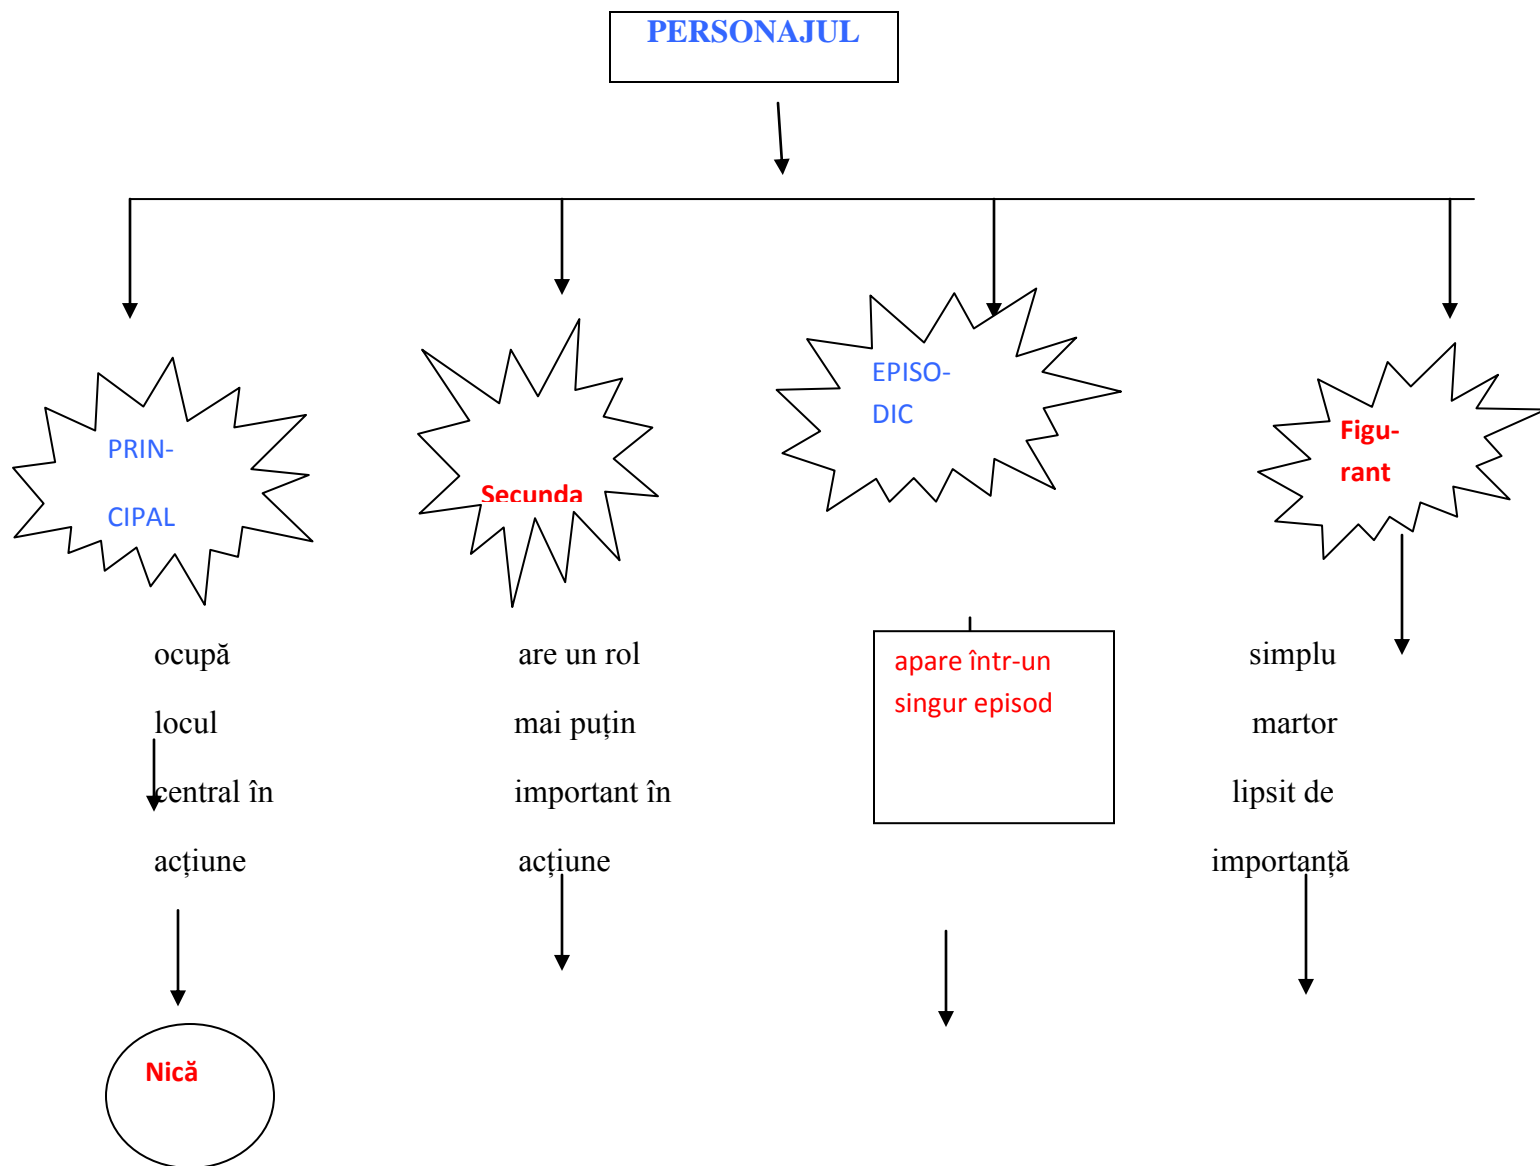 PERSONAJUL
PRIN-
CIPAL
Secunda
EPISO-
DIC
Figu-
rant
ocupă
locul
central în
acțiune
are un rol
mai puțin
important în
acțiune
apare într-un
singur episod
simplu
martor
lipsit de
importanță
Nică